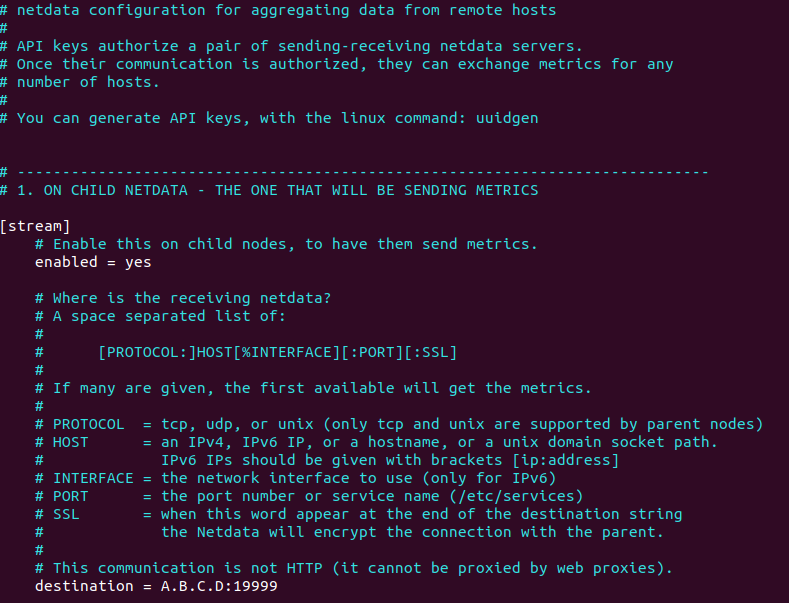 # netdata configuration for aggregating data from remote hosts
#
# API keys authorize a pair of sending-receiving netdata servers.
# Once their communication is authorized, they can exchange metrics for any
# number of hosts.
#
# You can generate API keys, with the linux command: uuidgen
# -----------------------------------------------------------------------------
# 1. ON CHILD NETDATA - THE ONE THAT WILL BE SENDING METRICS
[stream]
# Enable this on child nodes, to have them send metrics.
enabled = yes
# Where is the receiving netdata?
# A space separated list of:
#
#      [PROTOCOL:]HOST[%INTERFACE][:PORT][:SSL]
#
# If many are given, the first available will get the metrics.
#
# PROTOCOL  = tcp, udp, or unix (only tcp and unix are supported by parent nodes)
# HOST      = an IPv4, IPv6 IP, or a hostname, or a unix domain socket path.
#             IPv6 IPs should be given with brackets [ip:address]
# INTERFACE = the network interface to use (only for IPv6)
# PORT      = the port number or service name (/etc/services)
# SSL       = when this word appear at the end of the destination string
#             the Netdata will encrypt the connection with the parent.
#
# This communication is not HTTP (it cannot be proxied by web proxies).
destination = A.B.C.D:19999